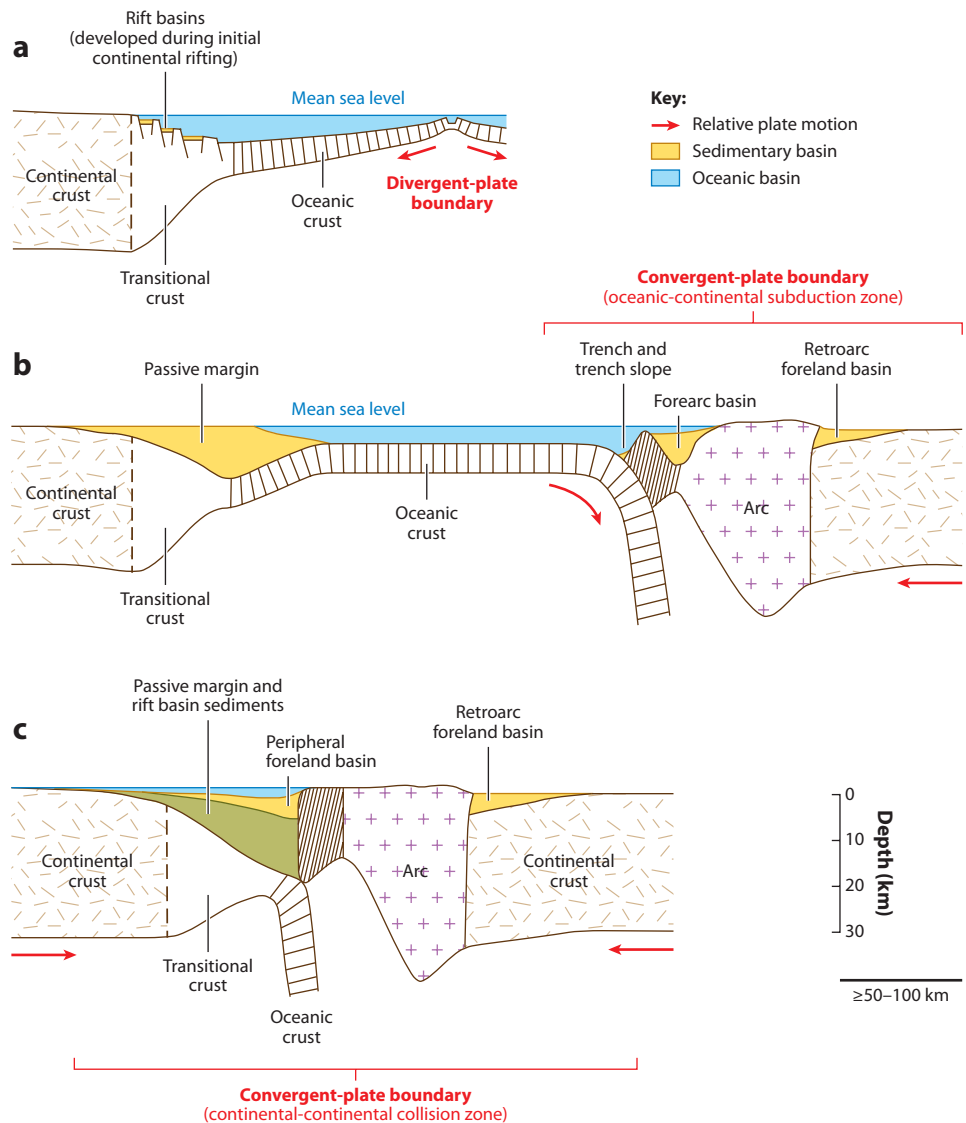 a
Rift basins
(developed during initial
continental rifting)
Mean sea level
Continental
crust
Oceanic
crust
Divergent-plate
boundary
Transitional
crust
Key:
Relative plate motion
Sedimentary basin
Oceanic basin
Convergent-plate boundary
(oceanic-continental subduction zone)
b
Passive margin
Mean sea level
Trench and
trench slope
Forearc basin
Retroarc
foreland basin
Continental
crust
Oceanic
crust
Arc
Transitional
crust
c
Passive margin and
rift basin sediments
Peripheral
foreland basin
Retroarc
foreland basin
Continental
crust
Arc
Continental
crust
Transitional
crust
Oceanic
crust
0
10
20
30
Depth (km)
≥50–100 km
Convergent-plate boundary
(continental-continental collision zone)